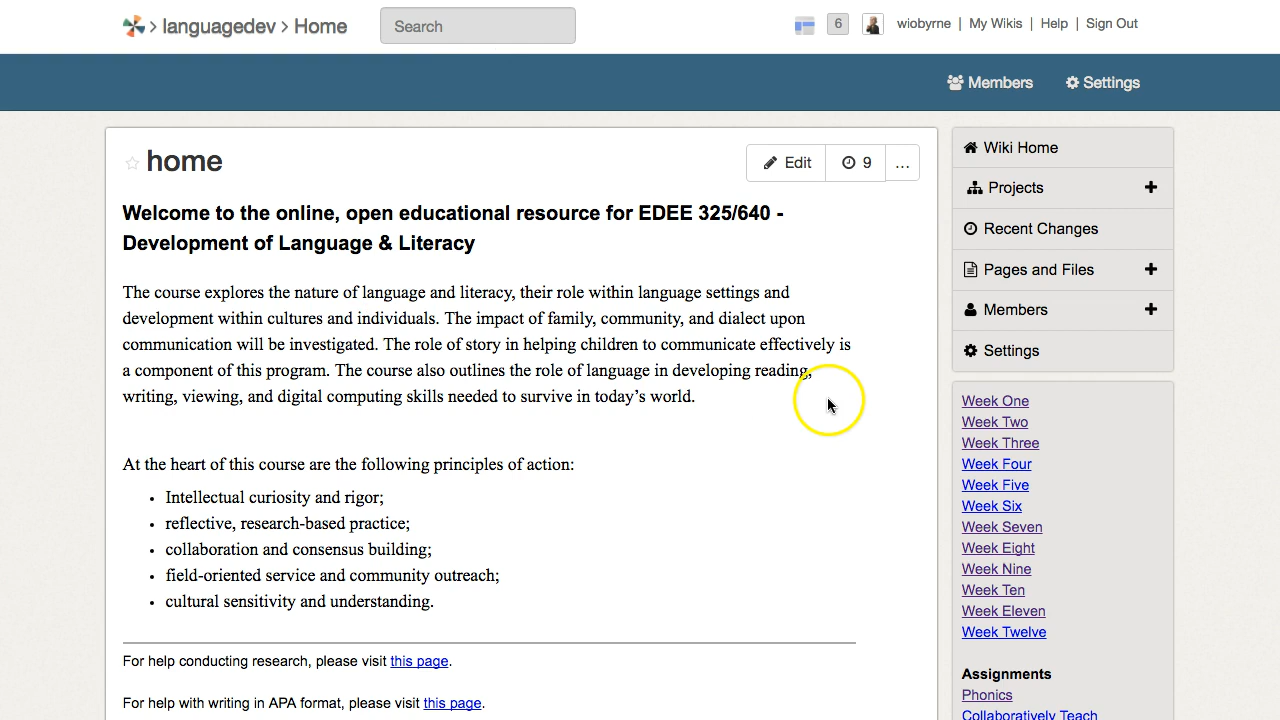 languagedev > Home
Search
6
wiobyrne | My Wikis | Help | Sign Out
Members
Settings
home
Edit
9
...
Welcome to the online, open educational resource for EDEE 325/640 -
Development of Language & Literacy
The course explores the nature of language and literacy, their role within language settings and
development within cultures and individuals. The impact of family, community, and dialect upon
communication will be investigated. The role of story in helping children to communicate effectively is
a component of this program. The course also outlines the role of language in developing reading,
writing, viewing, and digital computing skills needed to survive in today's world.
At the heart of this course are the following principles of action:
• Intellectual curiosity and rigor;
• reflective, research-based practice;
• collaboration and consensus building;
• field-oriented service and community outreach;
• cultural sensitivity and understanding.
For help conducting research, please visit this page.
For help with writing in APA format, please visit this page.
Wiki Home
Projects
Recent Changes
Pages and Files
Members
Settings
Week One
Week Two
Week Three
Week Four
Week Five
Week Six
Week Seven
Week Eight
Week Nine
Week Ten
Week Eleven
Week Twelve
Assignments
Phonics
Collaboratively Teach